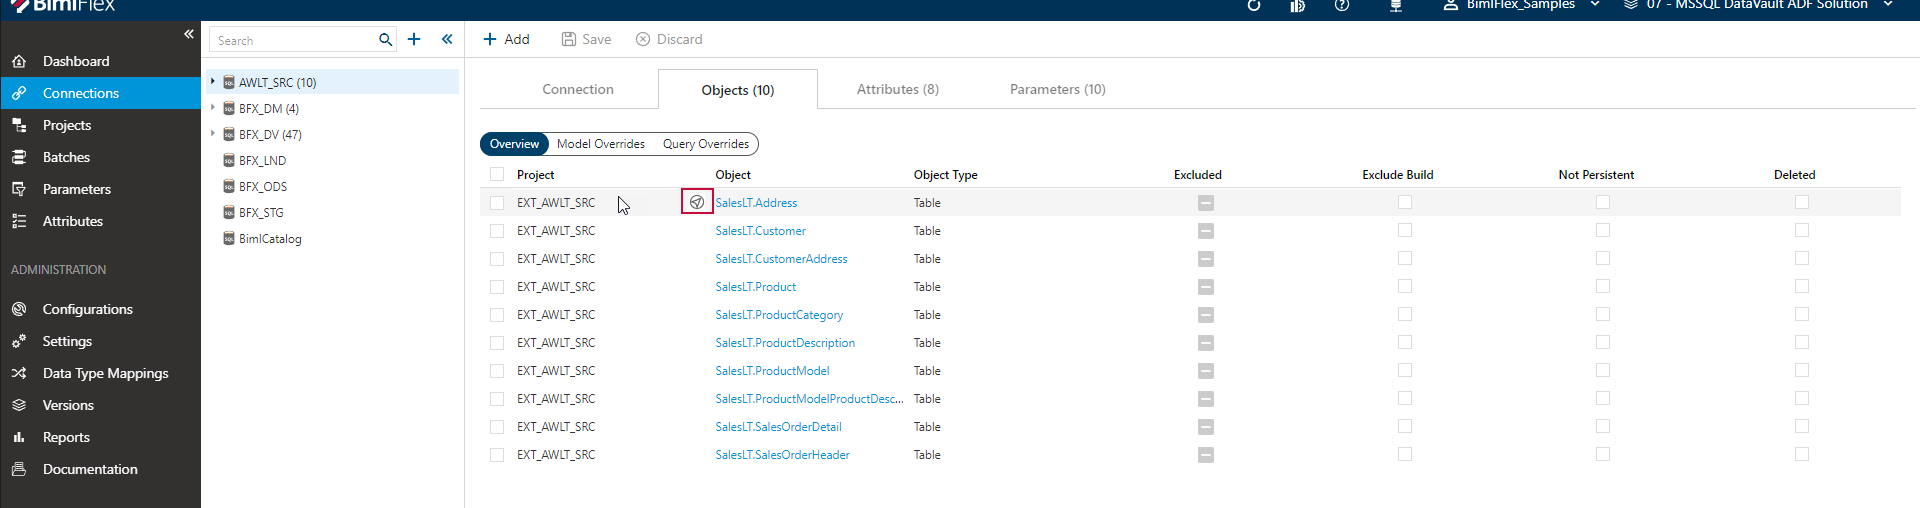 BimlFlex
BimlFlex_Samples
07 - MSSQL DataVault ADF Solution
Dashboard
Connections
Projects
Batches
Parameters
Attributes
ADMINISTRATION
Configurations
Settings
Data Type Mappings
Versions
Reports
Documentation
Search
AWLT_SRC (10)
BFX_DM (4)
BFX_DV (47)
BFX_LND
BFX_ODS
BFX_STG
BimlCatalog
Add Save Discard
Connection Objects (10) Attributes (8) Parameters (10)
Overview Model Overrides Query Overrides
Project Object Object Type Excluded Exclude Build Not Persistent Deleted
EXT_AWLT_SRC SalesLT.Address Table
EXT_AWLT_SRC SalesLT.Customer Table
EXT_AWLT_SRC SalesLT.CustomerAddress Table
EXT_AWLT_SRC SalesLT.Product Table
EXT_AWLT_SRC SalesLT.ProductCategory Table
EXT_AWLT_SRC SalesLT.ProductDescription Table
EXT_AWLT_SRC SalesLT.ProductModel Table
EXT_AWLT_SRC SalesLT.ProductModelProductDesc... Table
EXT_AWLT_SRC SalesLT.SalesOrderDetail Table
EXT_AWLT_SRC SalesLT.SalesOrderHeader Table